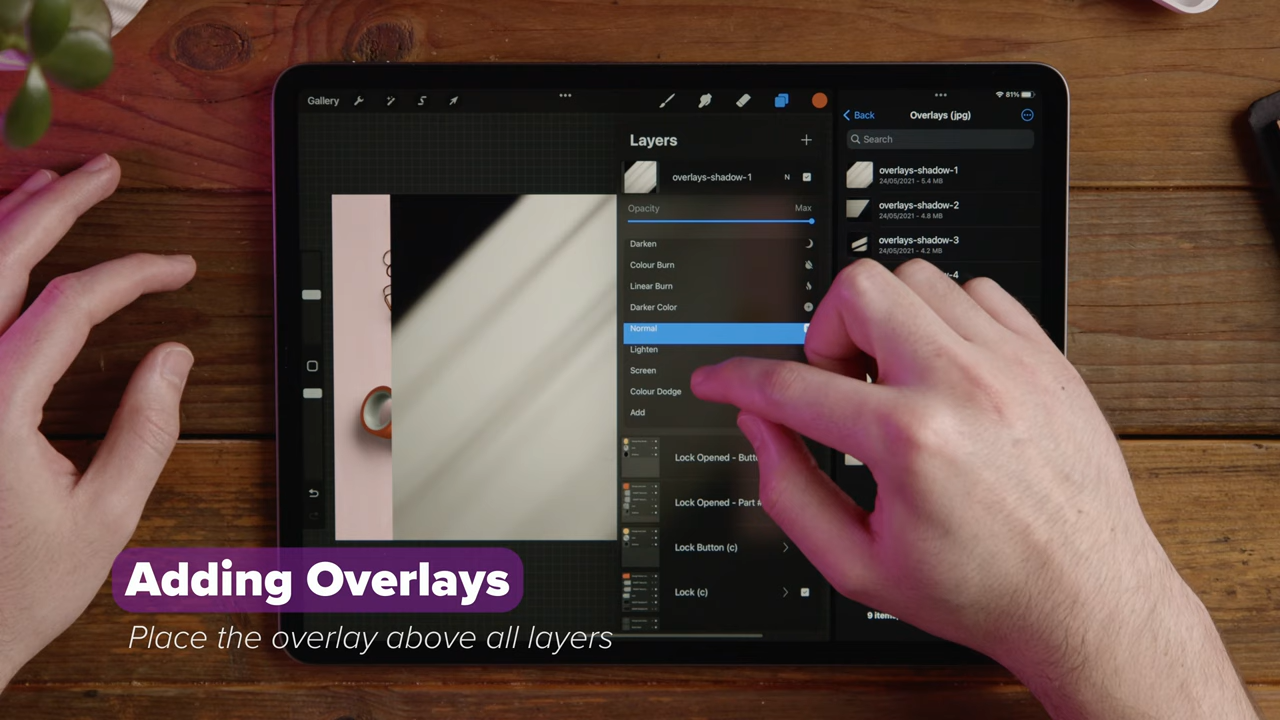 Gallery
81%
Layers
overlays-shadow-1
N
Opacity
Max
Darken
Colour Burn
Linear Burn
Darker Color
Normal
Lighten
Screen
Colour Dodge
Add
Lock Opened - Butt
Lock Opened - Part #
Lock Button (c)
Lock (c)
Back
Overlays (jpg)
Search
overlays-shadow-1
24/05/2021 - 5.4 MB
overlays-shadow-2
24/05/2021 - 4.8 MB
overlays-shadow-3
24/05/2021 - 4.2 MB
w-4
9 items
Adding Overlays
Place the overlay above all layers